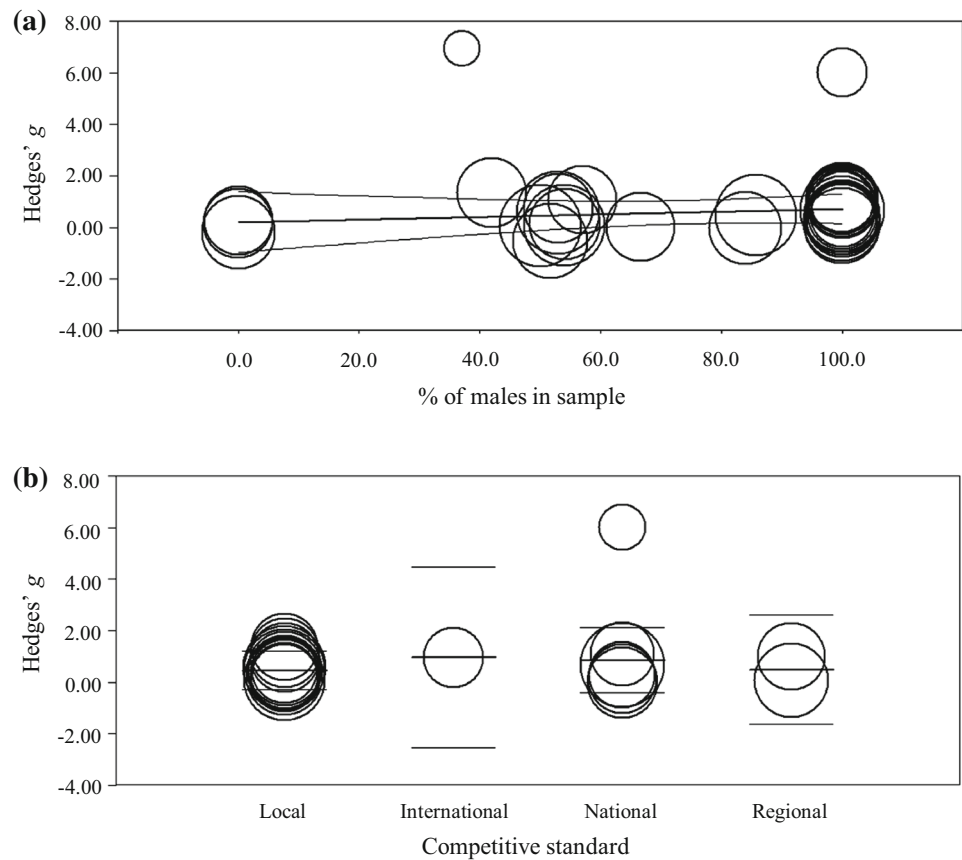 (a)
8.00
6.00
4.00
2.00
0.00
-2.00
-4.00
Hedges' g
0.0 20.0 40.0 60.0 80.0 100.0
% of males in sample
(b)
8.00
6.00
4.00
2.00
0.00
-2.00
-4.00
Hedges' g
Local International National Regional
Competitive standard